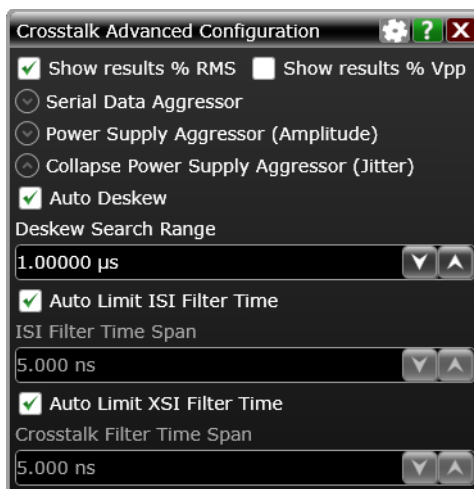 Crosstalk Advanced Configuration ?  X
Show results % RMS Show results % Vpp
Serial Data Aggressor
Power Supply Aggressor (Amplitude)
Collapse Power Supply Aggressor (Jitter)
Auto Deskew
Deskew Search Range
1.00000 µs
Auto Limit ISI Filter Time
ISI Filter Time Span
5.000 ns
Auto Limit XSI Filter Time
Crosstalk Filter Time Span
5.000 ns